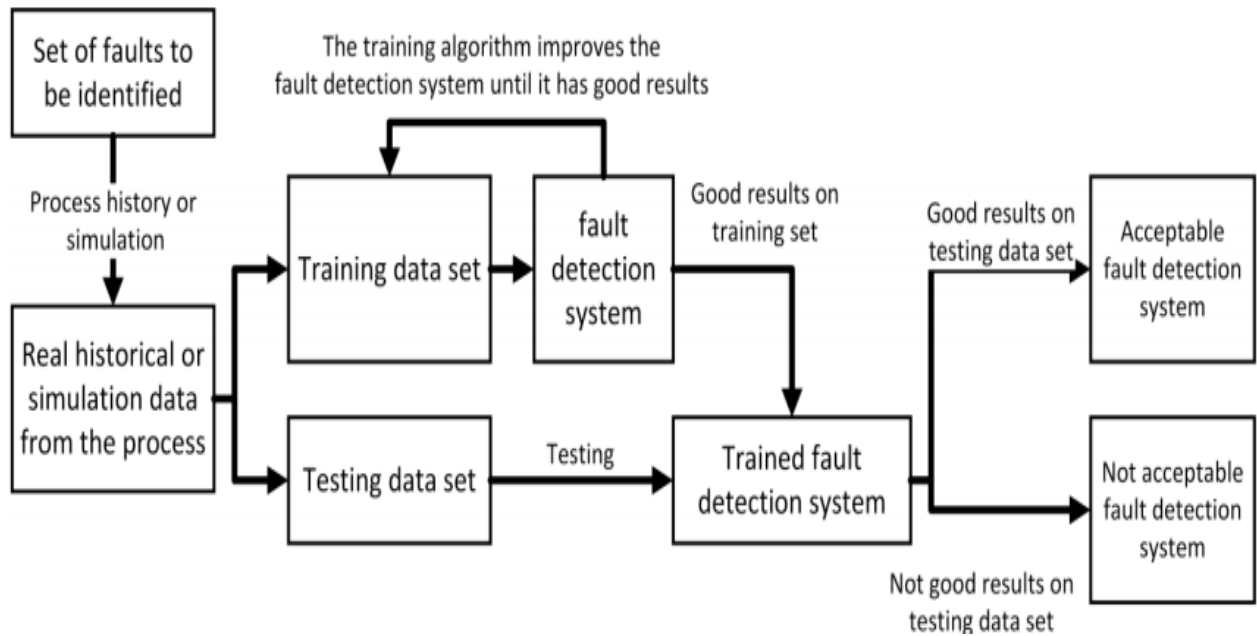 Set of faults to
be identified
The training algorithm improves the
fault detection system until it has good results
Process history or
simulation
Real historical or
simulation data
from the process
Training data set
fault
detection
system
Good results on
training set
Testing data set
Testing
Trained fault
detection system
Good results on
testing data set
Acceptable
fault detection
system
Not acceptable
fault detection
system
Not good results on
testing data set